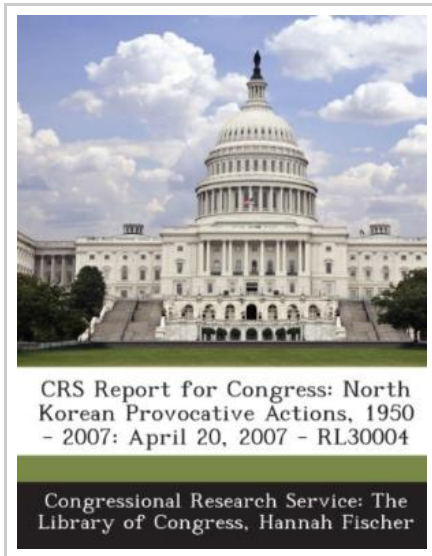 CRS Report for Congress: North
Korean Provocative Actions, 1950
- 2007: April 20, 2007 - RL30004
Congressional Research Service: The
Library of Congress, Hannah Fischer